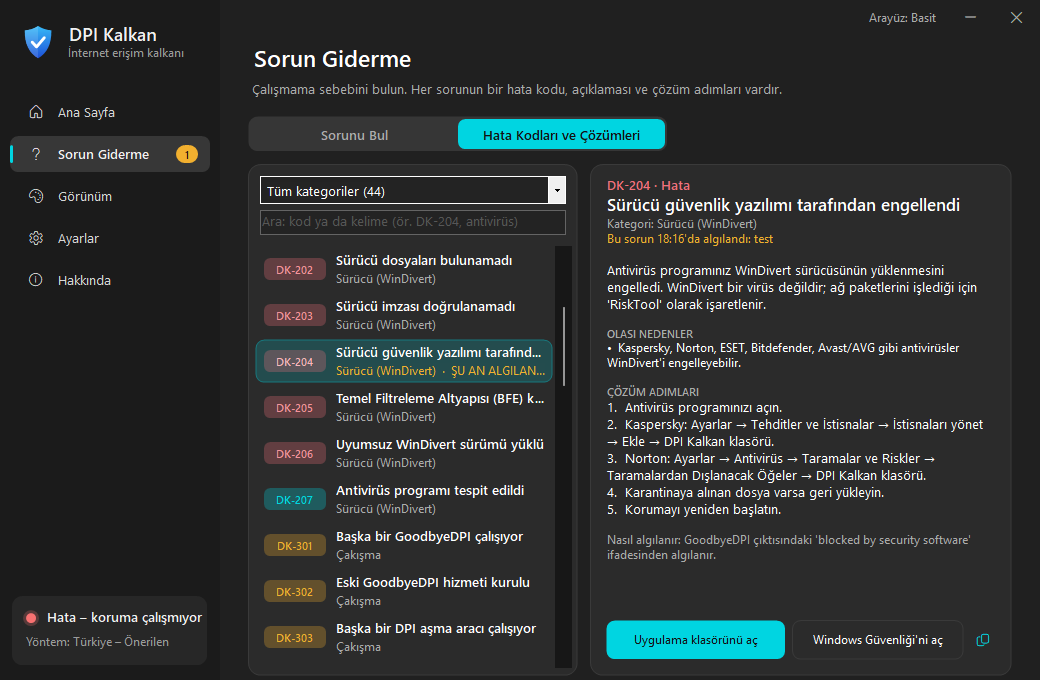 Arayüz: Basit
DPI Kalkan
İnternet erişim kalkanı
Ana Sayfa
Sorun Giderme
1
Görünüm
Ayarlar
Hakkında
Hata – koruma çalışmıyor
Yöntem: Türkiye – Önerilen
Sorun Giderme
Çalışmama sebebini bulun. Her sorunun bir hata kodu, açıklaması ve çözüm adımları vardır.
Sorunu Bul
Hata Kodları ve Çözümleri
Tüm kategoriler (44)
Ara: kod ya da kelime (ör. DK-204, antivirüs)
DK-202
Sürücü dosyaları bulunamadı
Sürücü (WinDivert)
DK-203
Sürücü imzası doğrulanamadı
Sürücü (WinDivert)
DK-204
Sürücü güvenlik yazılımı tarafınd...
Sürücü (WinDivert) · ŞU AN ALGILAN...
DK-205
Temel Filtreleme Altyapısı (BFE) k...
Sürücü (WinDivert)
DK-206
Uyumsuz WinDivert sürümü yüklü
Sürücü (WinDivert)
DK-207
Antivirüs programı tespit edildi
Sürücü (WinDivert)
DK-301
Başka bir GoodbyeDPI çalışıyor
Çakışma
DK-302
Eski GoodbyeDPI hizmeti kurulu
Çakışma
DK-303
Başka bir DPI aşma aracı çalışıyor
Çakışma
DK-204 · Hata
Sürücü güvenlik yazılımı tarafından engellendi
Kategori: Sürücü (WinDivert)
Bu sorun 18:16'da algılandı: test
Antivirüs programınız WinDivert sürücüsünün yüklenmesini
engelledi. WinDivert bir virüs değildir; ağ paketlerini işlediği için
'RiskTool' olarak işaretlenir.
OLASI NEDENLER
• Kaspersky, Norton, ESET, Bitdefender, Avast/AVG gibi antivirüsler
WinDivert'i engelleyebilir.
ÇÖZÜM ADIMLARI
1. Antivirüs programınızı açın.
2. Kaspersky: Ayarlar → Tehditler ve İstisnalar → İstisnaları yönet
→ Ekle → DPI Kalkan klasörü.
3. Norton: Ayarlar → Antivirüs → Taramalar ve Riskler →
Taramalardan Dışlanacak Öğeler → DPI Kalkan klasörü.
4. Karantinaya alınan dosya varsa geri yükleyin.
5. Korumayı yeniden başlatın.
Nasıl algılanır: GoodbyeDPI çıktısındaki 'blocked by security software'
ifadesinden algılanır.
Uygulama klasörünü aç
Windows Güvenliği'ni aç